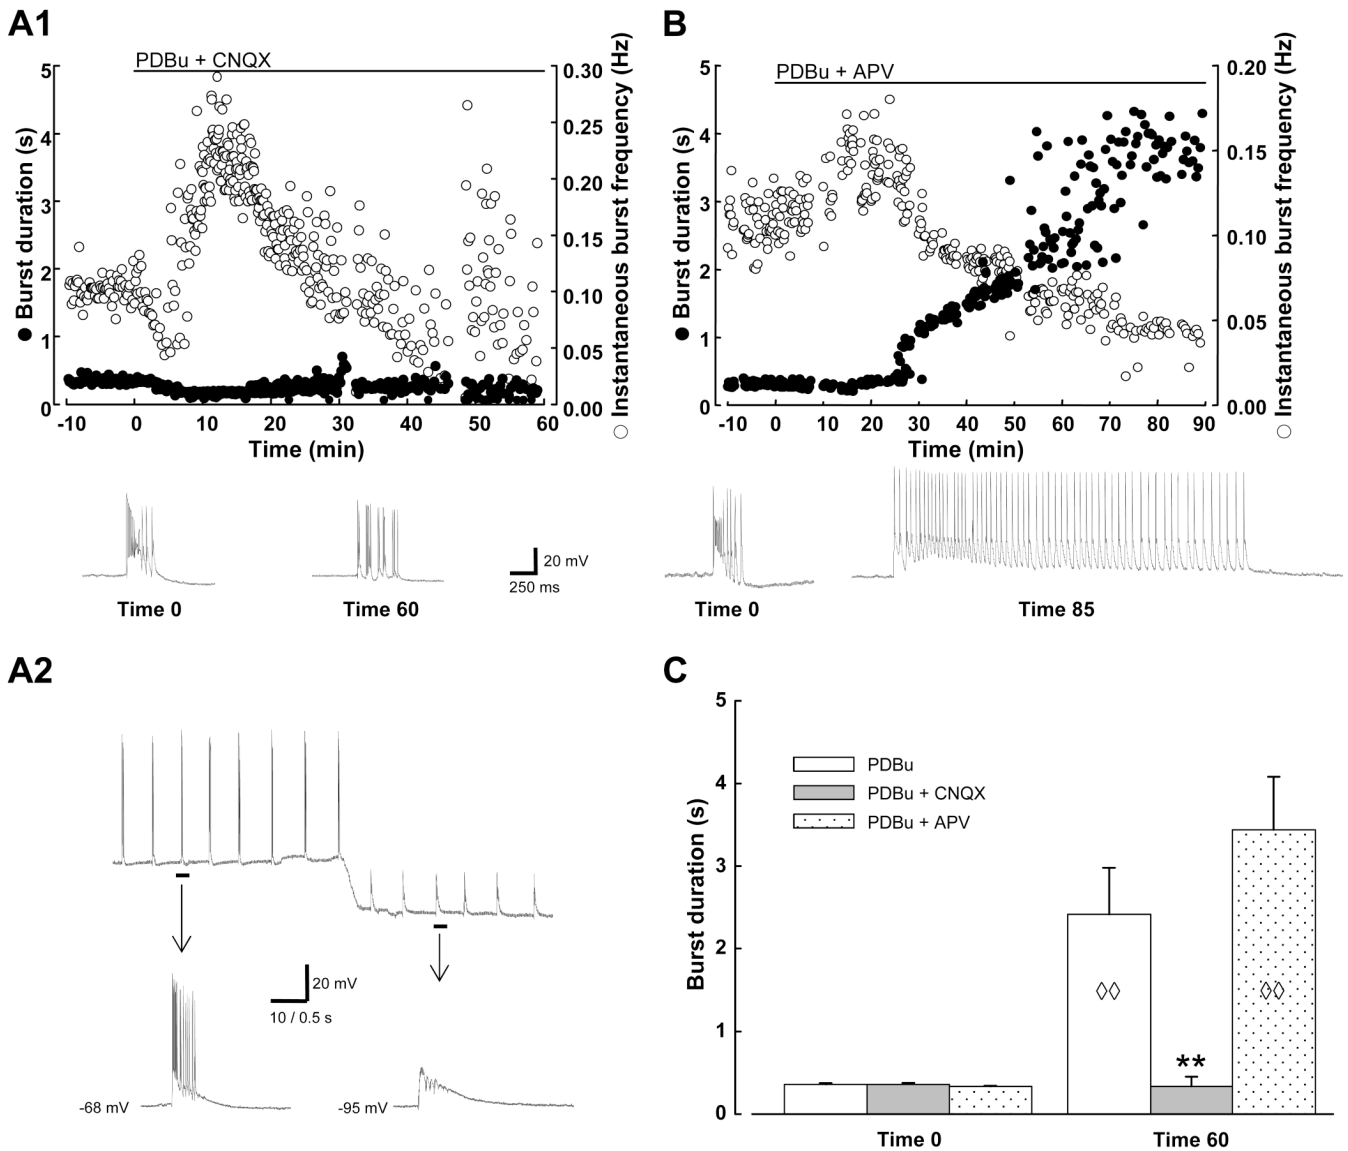 A1
PDBu + CNQX
5
4
3
2
1
0
● Burst duration (s)
0.30
0.25
0.20
0.15
0.10
0.05
0.00
○ Instantaneous burst frequency (Hz)
-10 0 10 20 30 40 50 60
Time (min)
Time 0
Time 60
20 mV
250 ms
B
PDBu + APV
5
4
3
2
1
0
● Burst duration (s)
0.20
0.15
0.10
0.05
0.00
○ Instantaneous burst frequency (Hz)
-10 0 10 20 30 40 50 60 70 80 90
Time (min)
Time 0
Time 85
A2
20 mV
10 / 0.5 s
-68 mV
-95 mV
C
5
4
3
2
1
0
Burst duration (s)
PDBu
PDBu + CNQX
PDBu + APV
◊◊
**
◊◊
Time 0
Time 60